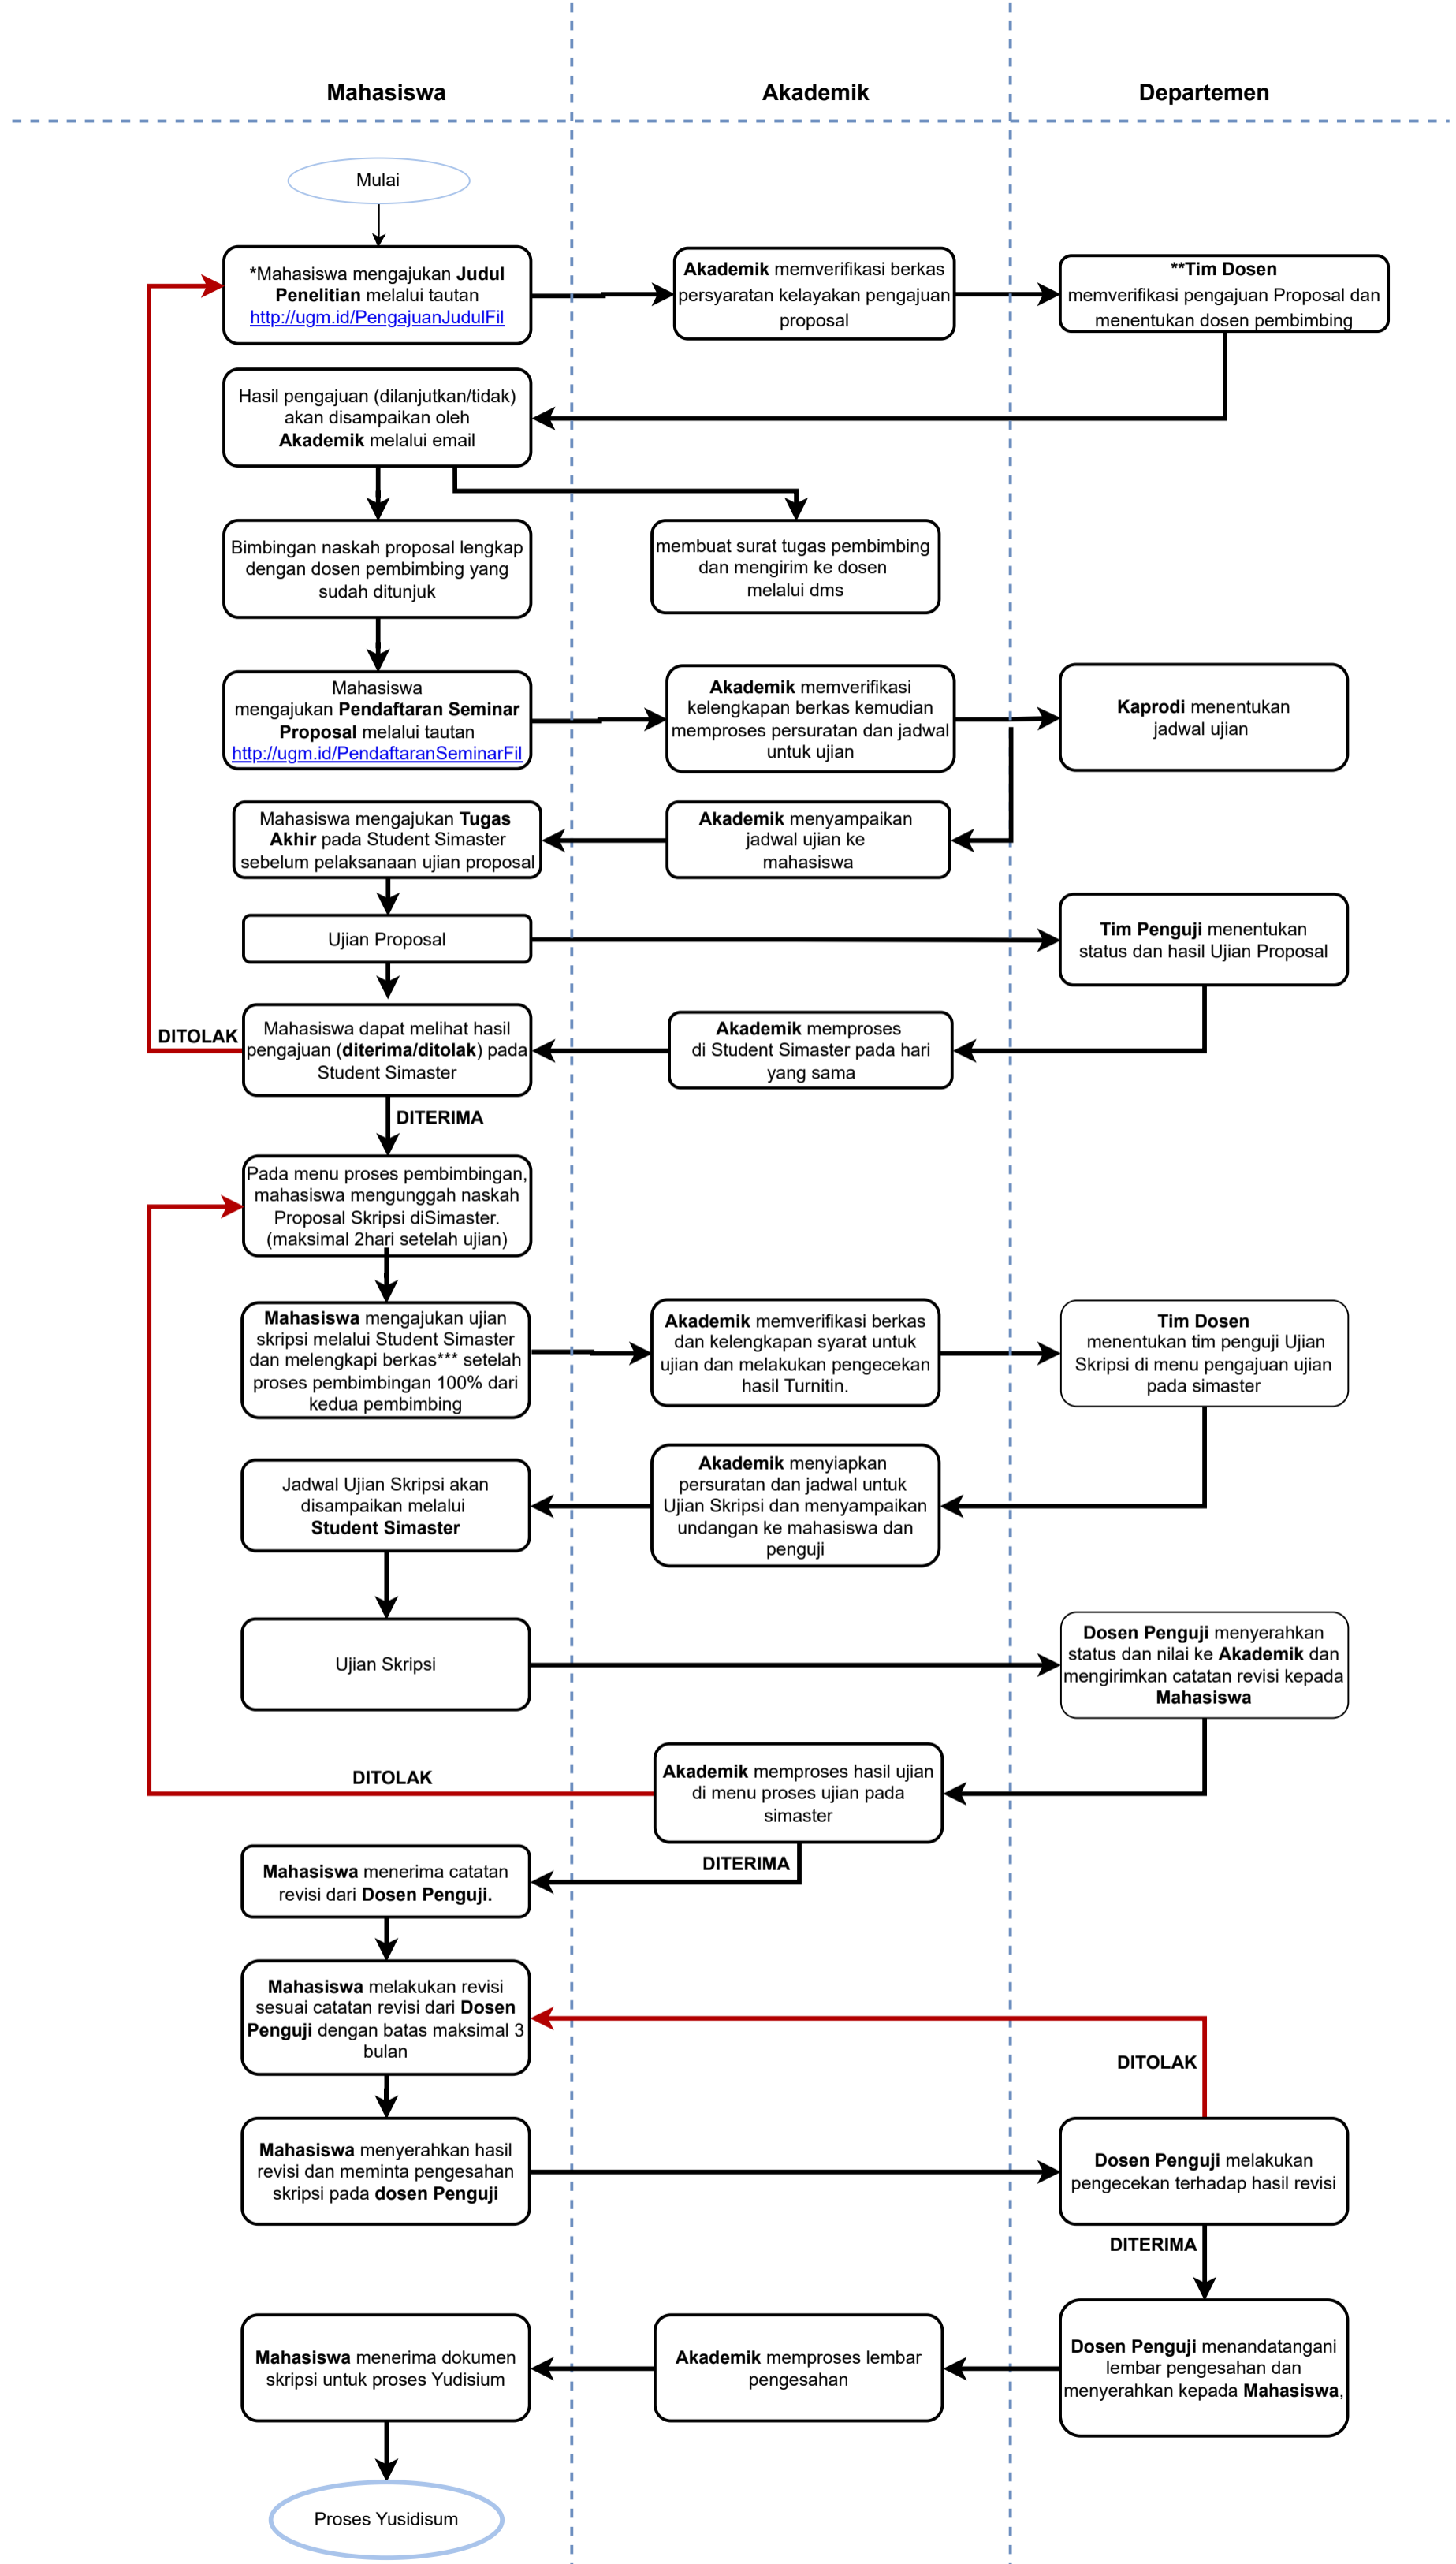 Mahasiswa
Akademik
Departemen
Mulai
*Mahasiswa mengajukan Judul
Penelitian melalui tautan
http://ugm.id/PengajuanJudulFil
Akademik memverifikasi berkas
persyaratan kelayakan pengajuan
proposal
**Tim Dosen
memverifikasi pengajuan Proposal dan
menentukan dosen pembimbing
Hasil pengajuan (dilanjutkan/tidak)
akan disampaikan oleh
Akademik melalui email
Bimbingan naskah proposal lengkap
dengan dosen pembimbing yang
sudah ditunjuk
membuat surat tugas pembimbing
dan mengirim ke dosen
melalui dms
Mahasiswa
mengajukan Pendaftaran Seminar
Proposal melalui tautan
http://ugm.id/PendaftaranSeminarFil
Akademik memverifikasi
kelengkapan berkas kemudian
memproses persuratan dan jadwal
untuk ujian
Kaprodi menentukan
jadwal ujian
Mahasiswa mengajukan Tugas
Akhir pada Student Simaster
sebelum pelaksanaan ujian proposal
Akademik menyampaikan
jadwal ujian ke
mahasiswa
Ujian Proposal
Tim Penguji menentukan
status dan hasil Ujian Proposal
DITOLAK
Mahasiswa dapat melihat hasil
pengajuan (diterima/ditolak) pada
Student Simaster
Akademik memproses
di Student Simaster pada hari
yang sama
DITERIMA
Pada menu proses pembimbingan,
mahasiswa mengunggah naskah
Proposal Skripsi diSimaster.
(maksimal 2hari setelah ujian)
Mahasiswa mengajukan ujian
skripsi melalui Student Simaster
dan melengkapi berkas*** setelah
proses pembimbingan 100% dari
kedua pembimbing
Akademik memverifikasi berkas
dan kelengkapan syarat untuk
ujian dan melakukan pengecekan
hasil Turnitin.
Tim Dosen
menentukan tim penguji Ujian
Skripsi di menu pengajuan ujian
pada simaster
Jadwal Ujian Skripsi akan
disampaikan melalui
Student Simaster
Akademik menyiapkan
persuratan dan jadwal untuk
Ujian Skripsi dan menyampaikan
undangan ke mahasiswa dan
penguji
Ujian Skripsi
Dosen Penguji menyerahkan
status dan nilai ke Akademik dan
mengirimkan catatan revisi kepada
Mahasiswa
DITOLAK
Akademik memproses hasil ujian
di menu proses ujian pada
simaster
DITERIMA
Mahasiswa menerima catatan
revisi dari Dosen Penguji.
Mahasiswa melakukan revisi
sesuai catatan revisi dari Dosen
Penguji dengan batas maksimal 3
bulan
DITOLAK
Mahasiswa menyerahkan hasil
revisi dan meminta pengesahan
skripsi pada dosen Penguji
Dosen Penguji melakukan
pengecekan terhadap hasil revisi
DITERIMA
Mahasiswa menerima dokumen
skripsi untuk proses Yudisium
Akademik memproses lembar
pengesahan
Dosen Penguji menandatangani
lembar pengesahan dan
menyerahkan kepada Mahasiswa,
Proses Yusidisum